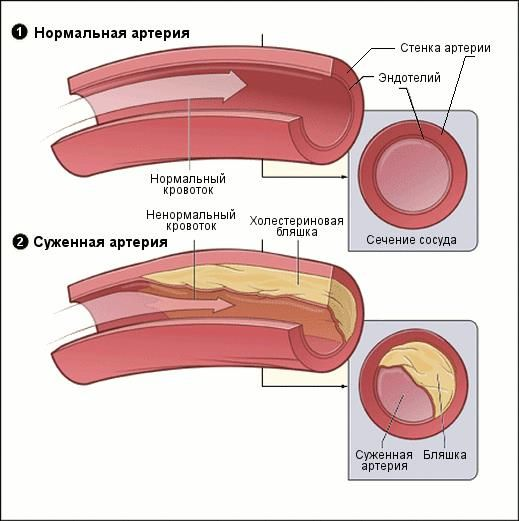 1 Нормальная артерия
Стенка артерии
Эндотелий
Нормальный
кровоток
Сечение сосуда
Ненормальный
кровоток
Холестериновая
бляшка
2 Суженная артерия
Суженная
артерия
Бляшка